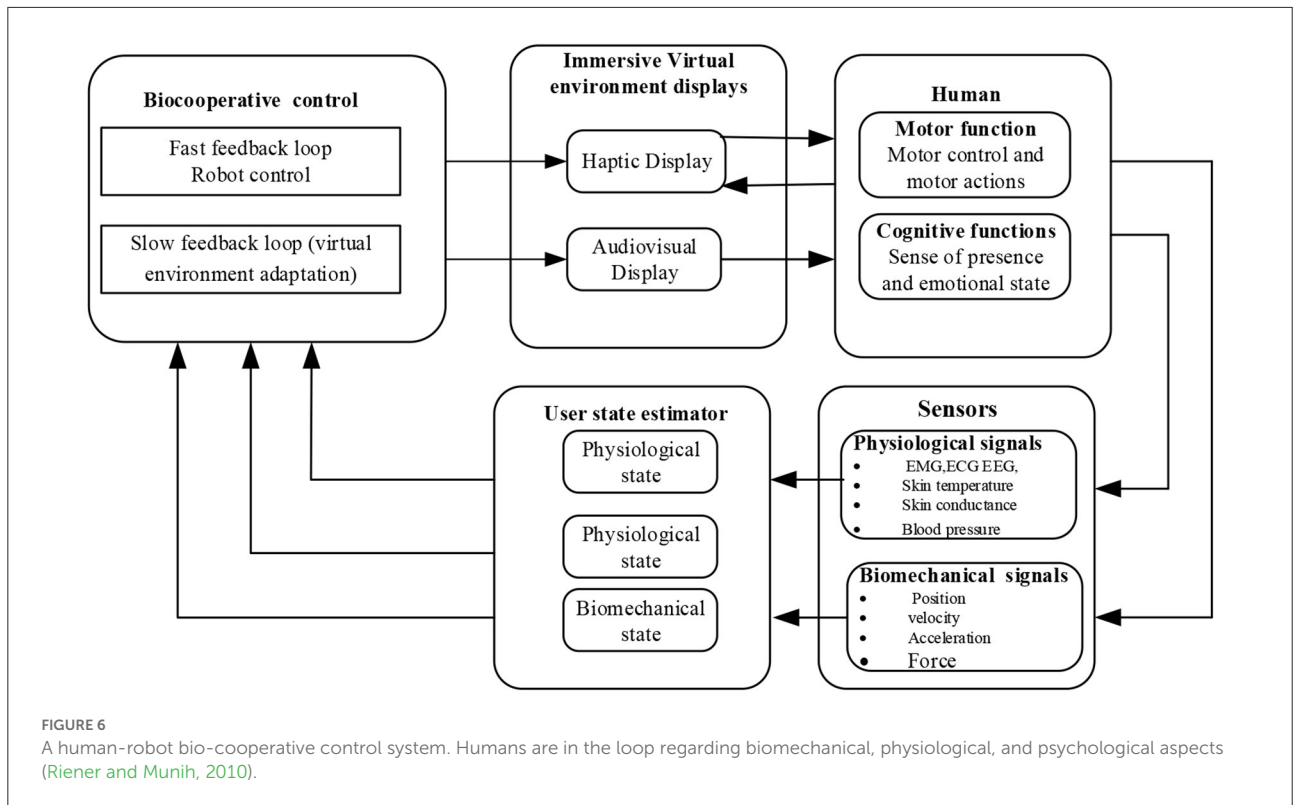 Biocooperative control
Fast feedback loop
Robot control
Slow feedback loop (virtual
environment adaptation)
Immersive Virtual
environment displays
Haptic Display
Audiovisual
Display
Human
Motor function
Motor control and
motor actions
Cognitive functions
Sense of presence
and emotional state
User state estimator
Physiological
state
Physiological
state
Biomechanical
state
Sensors
Physiological signals
• EMG,ECG EEG,
• Skin temperature
• Skin conductance
• Blood pressure
Biomechanical signals
• Position
• velocity
• Acceleration
• Force
FIGURE 6
A human-robot bio-cooperative control system. Humans are in the loop regarding biomechanical, physiological, and psychological aspects
(Riener and Munih, 2010).